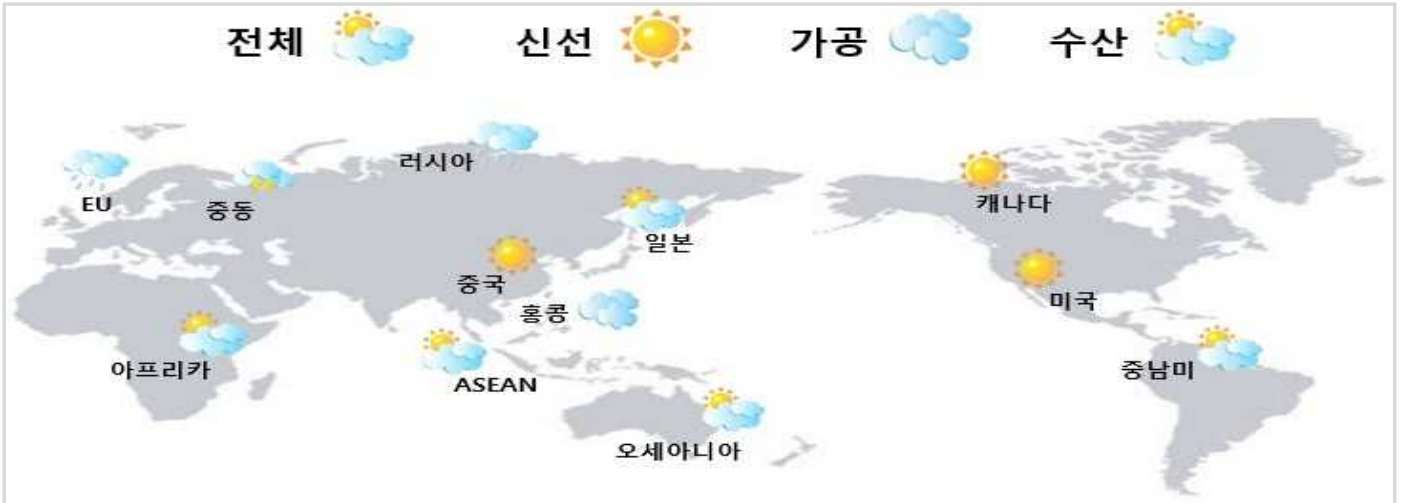 전체 신선 가공 수산
러시아
EU
중동
캐나다
일본
중국
미국
홍콩
아프리카
중남미
ASEAN
오세아니아